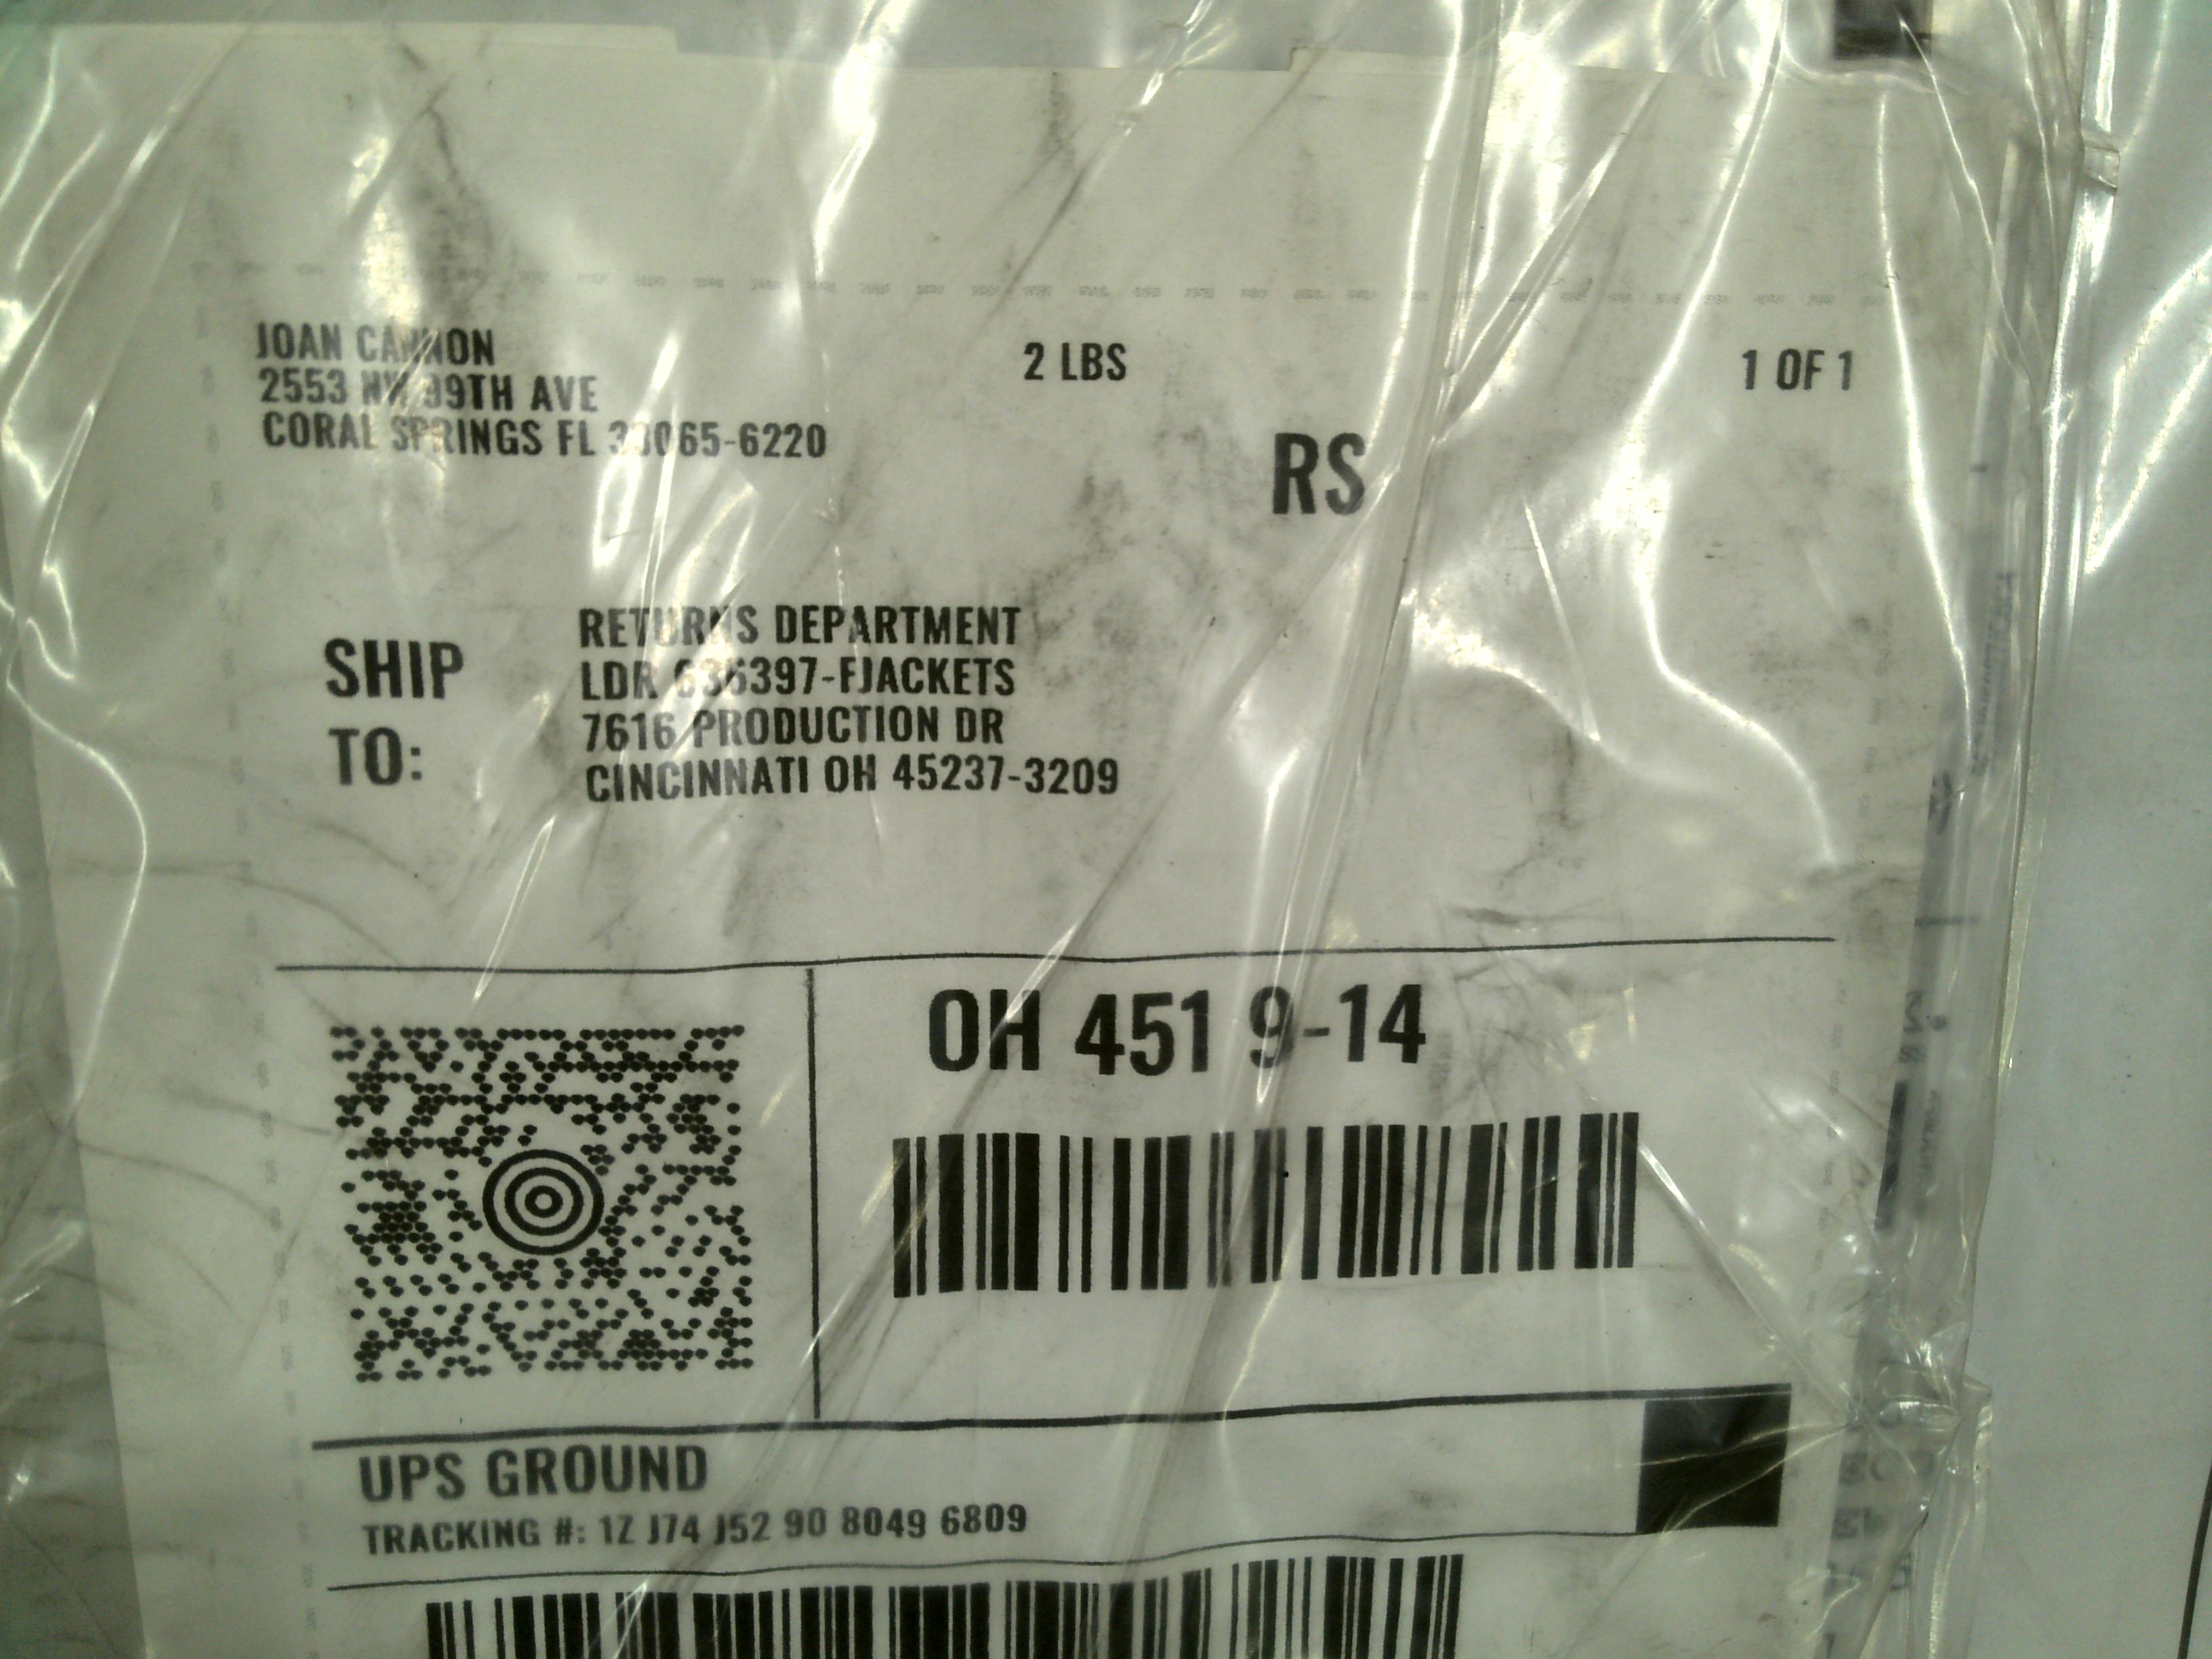 JOAN CANNON
2553 NW 99TH AVE
CORAL SPRINGS FL 33065-6220
2 LBS
1 OF 1
RS
SHIP TO:
RETURNS DEPARTMENT
LDR 636397-FJACKETS
7616 PRODUCTION DR
CINCINNATI OH 45237-3209
OH 451 9-14
UPS GROUND
TRACKING #: 1Z J74 J52 90 8049 6809